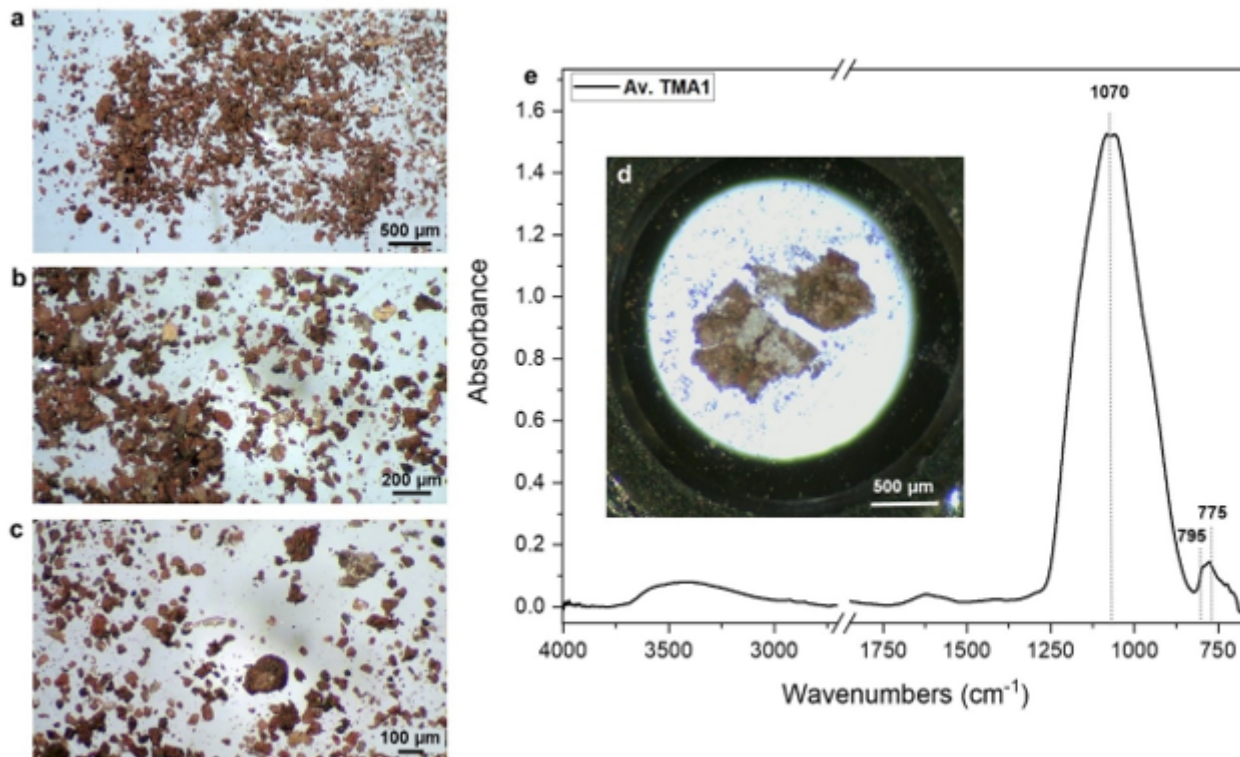 a
500 µm
b
200 µm
c
100 µm
e
Av. TMA1
1070
1.6
1.4
1.2
1.0
0.8
0.6
0.4
0.2
0.0
Absorbance
d
500 µm
795
775
4000 3500 3000 1750 1500 1250 1000 750
Wavenumbers (cm⁻¹)